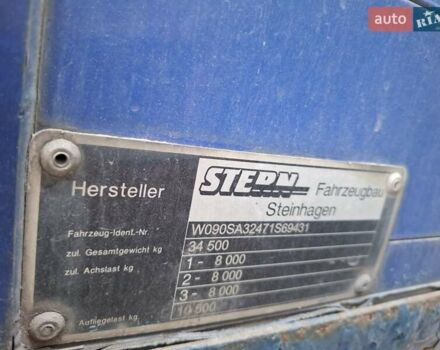 auto RIA
Hersteller STERN Fahrzeugbau
Steinhagen
Fahrzeug-Ident.-Nr. W090SA32471S69431
zul. Gesamtgewicht kg 34 500
zul. Achslast kg 1 - 8 000
2 - 8 000
3 - 8 000
Aufliegelast kg 10 500